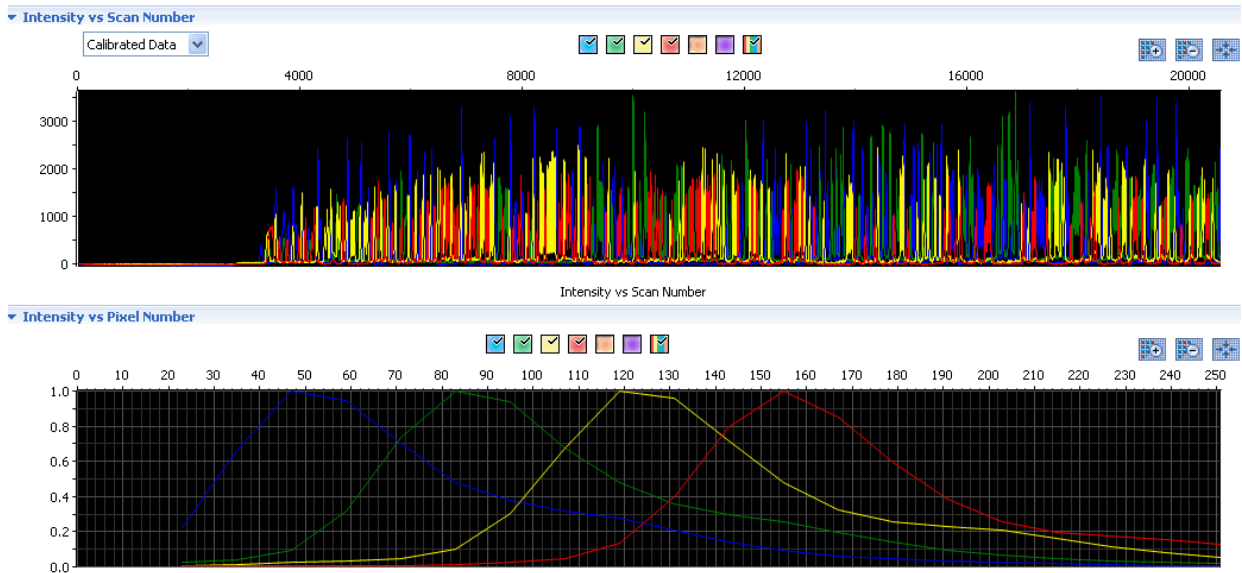 Intensity vs Scan Number
Calibrated Data
0 4000 8000 12000 16000 20000
3000
2000
1000
0
Intensity vs Scan Number
Intensity vs Pixel Number
0 10 20 30 40 50 60 70 80 90 100 110 120 130 140 150 160 170 180 190 200 210 220 230 240 250
1.0
0.8
0.6
0.4
0.2
0.0